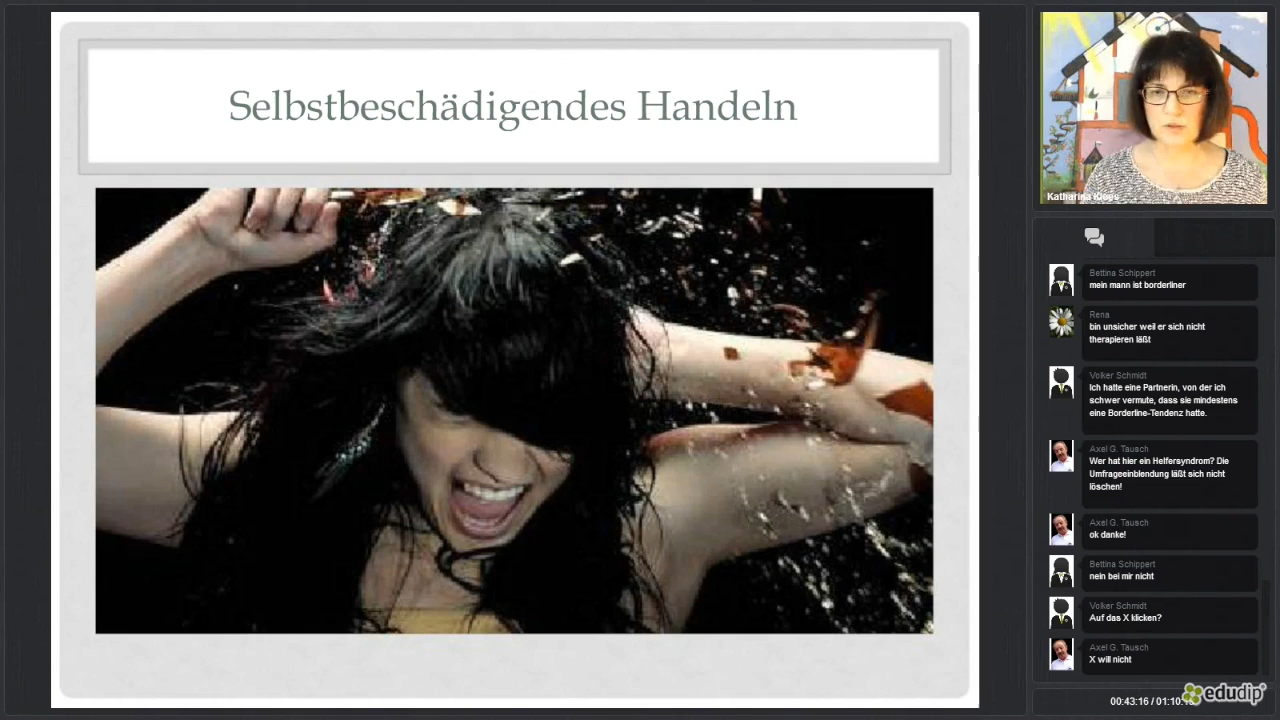 Selbstbeschädigendes Handeln
Katharina
Bettina Schippert
mein mann ist borderliner
Rena
bin unsicher weil er sich nicht
therapieren läßt
Volker Schmidt
Ich hatte eine Partnerin, von der ich
schwer vermute, dass sie mindestens
eine Borderline-Tendenz hatte.
Axel G. Tausch
Wer hat hier ein Helfersyndrom? Die
Umfrageeinblendung läßt sich nicht
löschen!
Axel G. Tausch
ok danke!
Bettina Schippert
nein bei mir nicht
Volker Schmidt
Auf das X klicken?
Axel G. Tausch
X will nicht
00:43:16 /
edudip